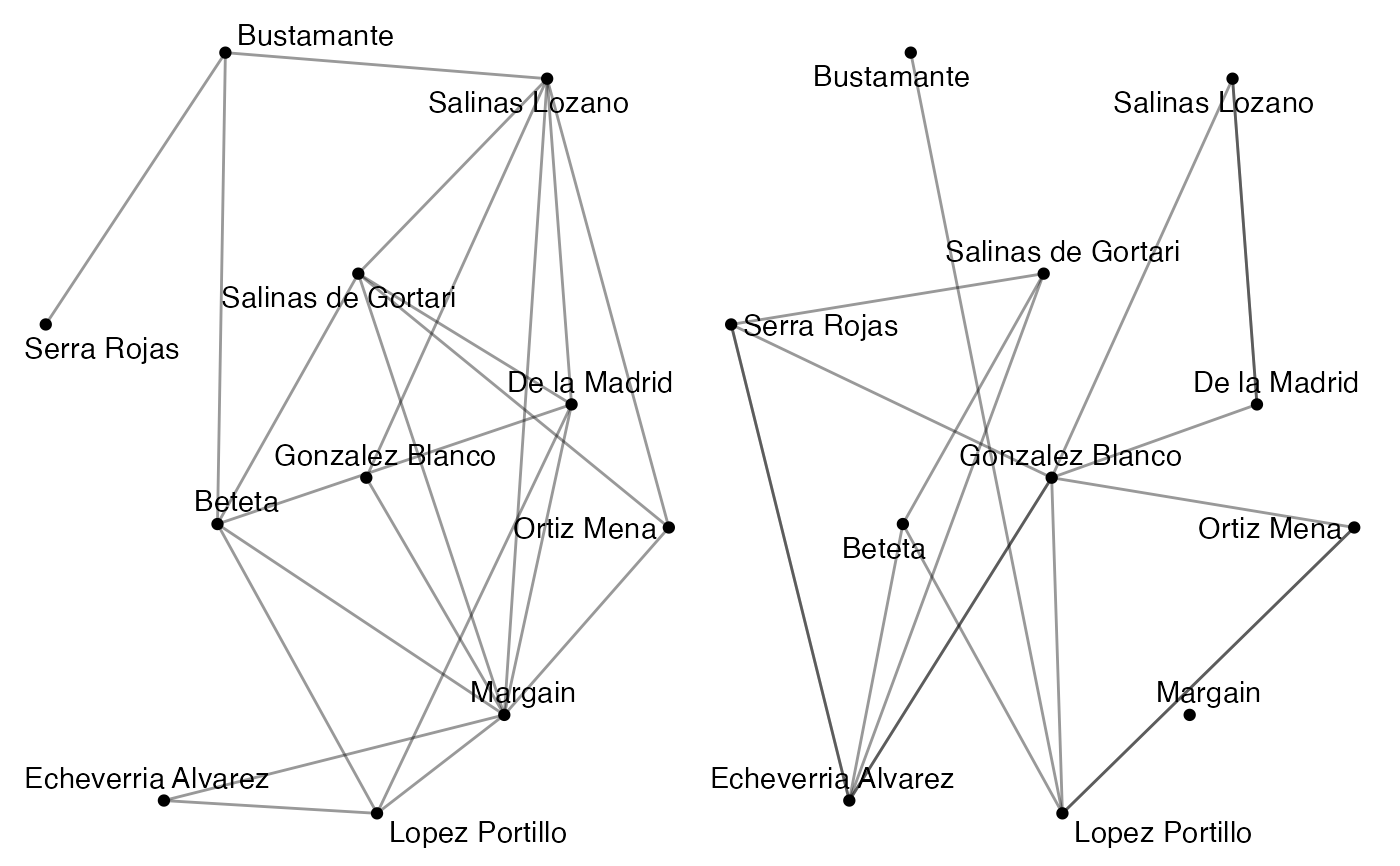 Bustamante
Salinas Lozano
Salinas de Gortari
Serra Rojas
De la Madrid
Gonzalez Blanco
Beteta
Ortiz Mena
Margain
Echeverria Alvarez
Lopez Portillo
Bustamante
Salinas Lozano
Salinas de Gortari
Serra Rojas
De la Madrid
Gonzalez Blanco
Ortiz Mena
Beteta
Margain
Echeverria Alvarez
Lopez Portillo